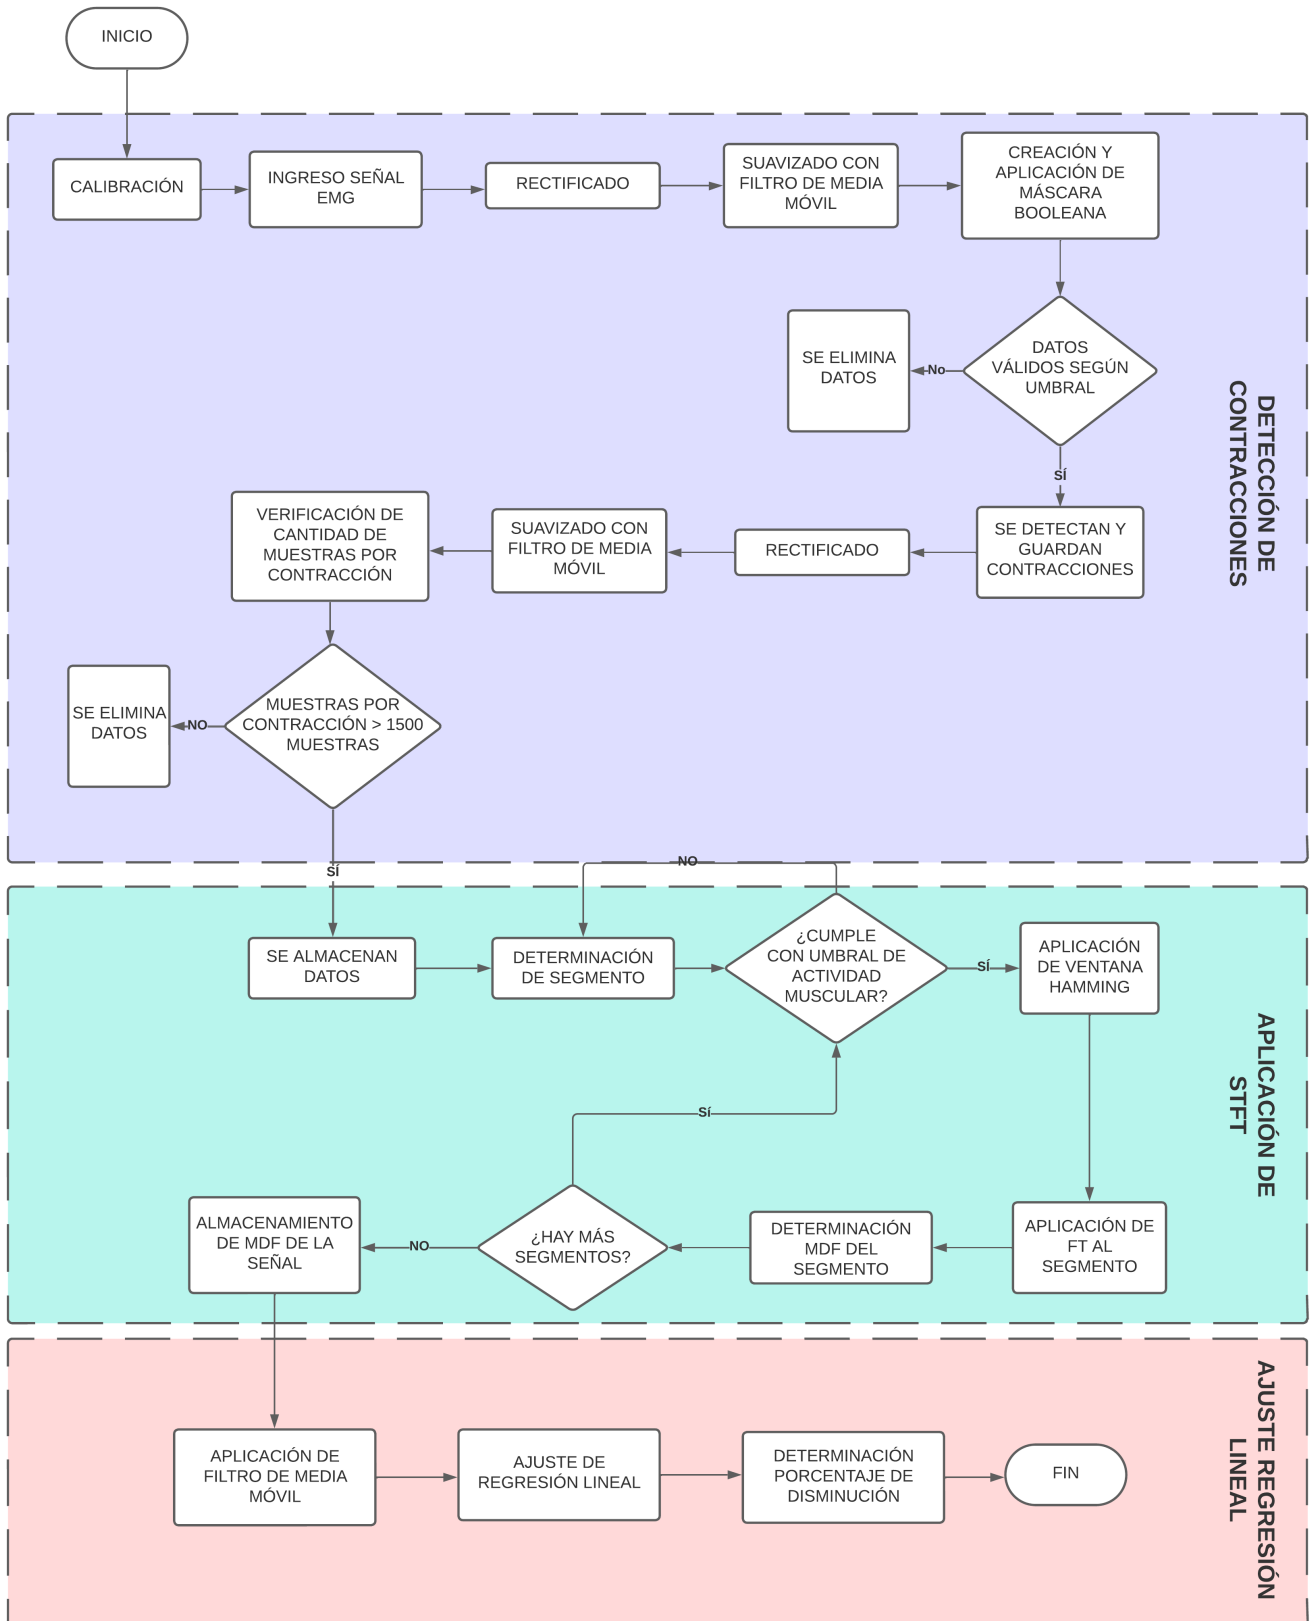 INICIO
CALIBRACIÓN
INGRESO SEÑAL
EMG
RECTIFICADO
SUAVIZADO CON
FILTRO DE MEDIA
MÓVIL
CREACIÓN Y
APLICACIÓN DE
MÁSCARA
BOOLEANA
DATOS
VÁLIDOS SEGÚN
UMBRAL
No
SE ELIMINA
DATOS
SÍ
SE DETECTAN Y
GUARDAN
CONTRACCIONES
RECTIFICADO
SUAVIZADO CON
FILTRO DE MEDIA
MÓVIL
VERIFICACIÓN DE
CANTIDAD DE
MUESTRAS POR
CONTRACCIÓN
MUESTRAS POR
CONTRACCIÓN > 1500
MUESTRAS
NO
SE ELIMINA
DATOS
SÍ
DETECCIÓN DE
CONTRACCIONES
SE ALMACENAN
DATOS
DETERMINACIÓN
DE SEGMENTO
NO
¿CUMPLE
CON UMBRAL DE
ACTIVIDAD
MUSCULAR?
SÍ
APLICACIÓN
DE VENTANA
HAMMING
APLICACIÓN DE
FT AL
SEGMENTO
DETERMINACIÓN
MDF DEL
SEGMENTO
¿HAY MÁS
SEGMENTOS?
Sí
NO
ALMACENAMIENTO
DE MDF DE LA
SEÑAL
APLICACIÓN DE
STFT
APLICACIÓN DE
FILTRO DE MEDIA
MÓVIL
AJUSTE DE
REGRESIÓN LINEAL
DETERMINACIÓN
PORCENTAJE DE
DISMINUCIÓN
FIN
AJUSTE REGRESIÓN
LINEAL